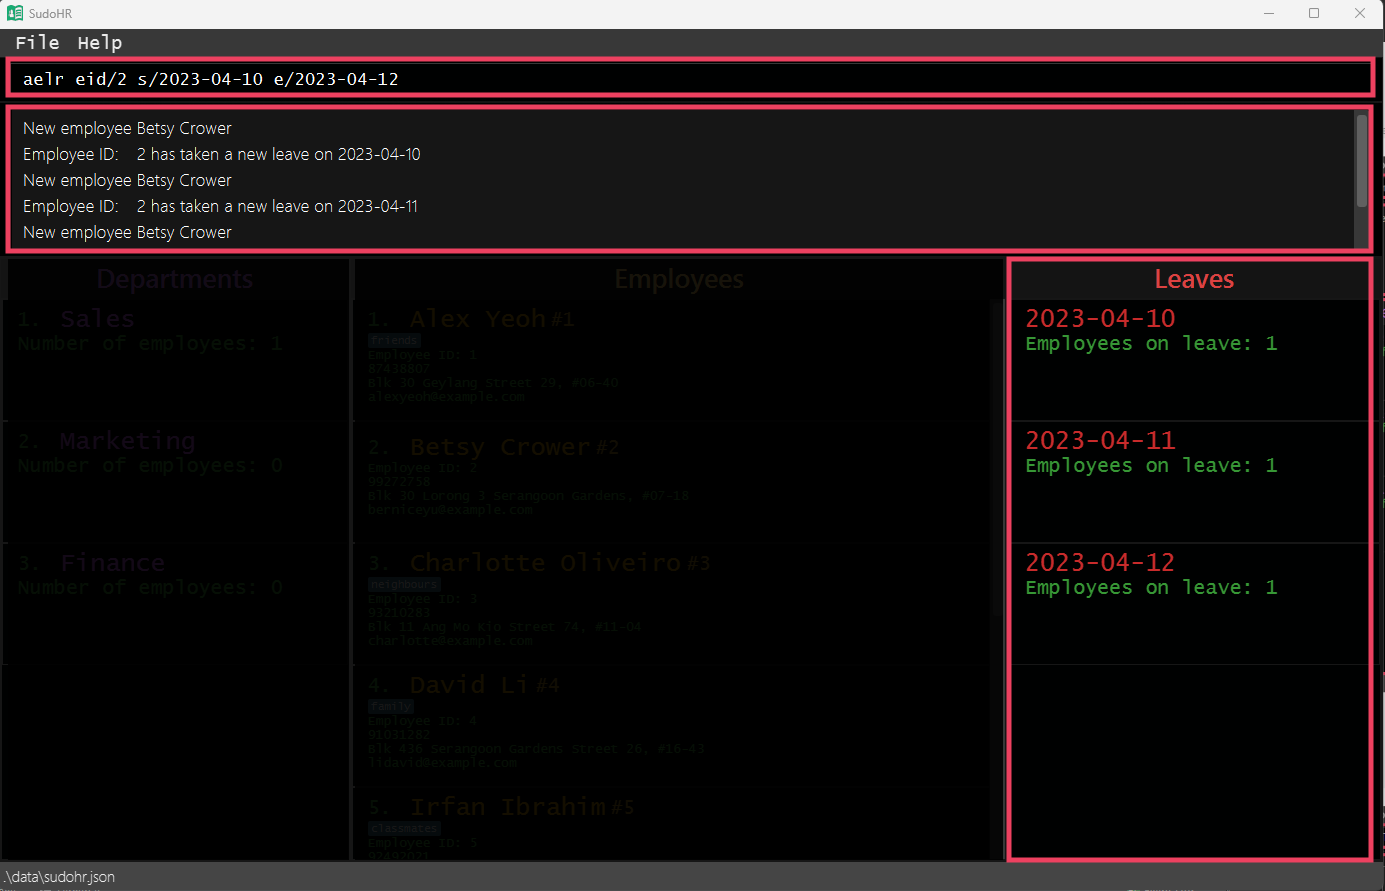 SudoHR
File Help
aelr eid/2 s/2023-04-10 e/2023-04-12
New employee Betsy Crower
Employee ID: 2 has taken a new leave on 2023-04-10
New employee Betsy Crower
Employee ID: 2 has taken a new leave on 2023-04-11
New employee Betsy Crower
Departments
1. Sales
Number of employees: 1
2. Marketing
Number of employees: 0
3. Finance
Number of employees: 0
Employees
1. Alex Yeoh #1
friends
Employee ID: 1
87438807
Blk 30 Geylang Street 29, #06-40
alexyeoh@example.com
2. Betsy Crower #2
Employee ID: 2
99272758
Blk 30 Lorong 3 Serangoon Gardens, #07-18
berniceyu@example.com
3. Charlotte Oliveiro #3
neighbours
Employee ID: 3
93210283
Blk 11 Ang Mo Kio Street 74, #11-04
charlotte@example.com
4. David Li #4
family
Employee ID: 4
91031282
Blk 436 Serangoon Gardens Street 26, #16-43
lidavid@example.com
5. Irfan Ibrahim #5
classmates
Employee ID: 5
97497071
Leaves
2023-04-10
Employees on leave: 1
2023-04-11
Employees on leave: 1
2023-04-12
Employees on leave: 1
.\data\sudohr.json